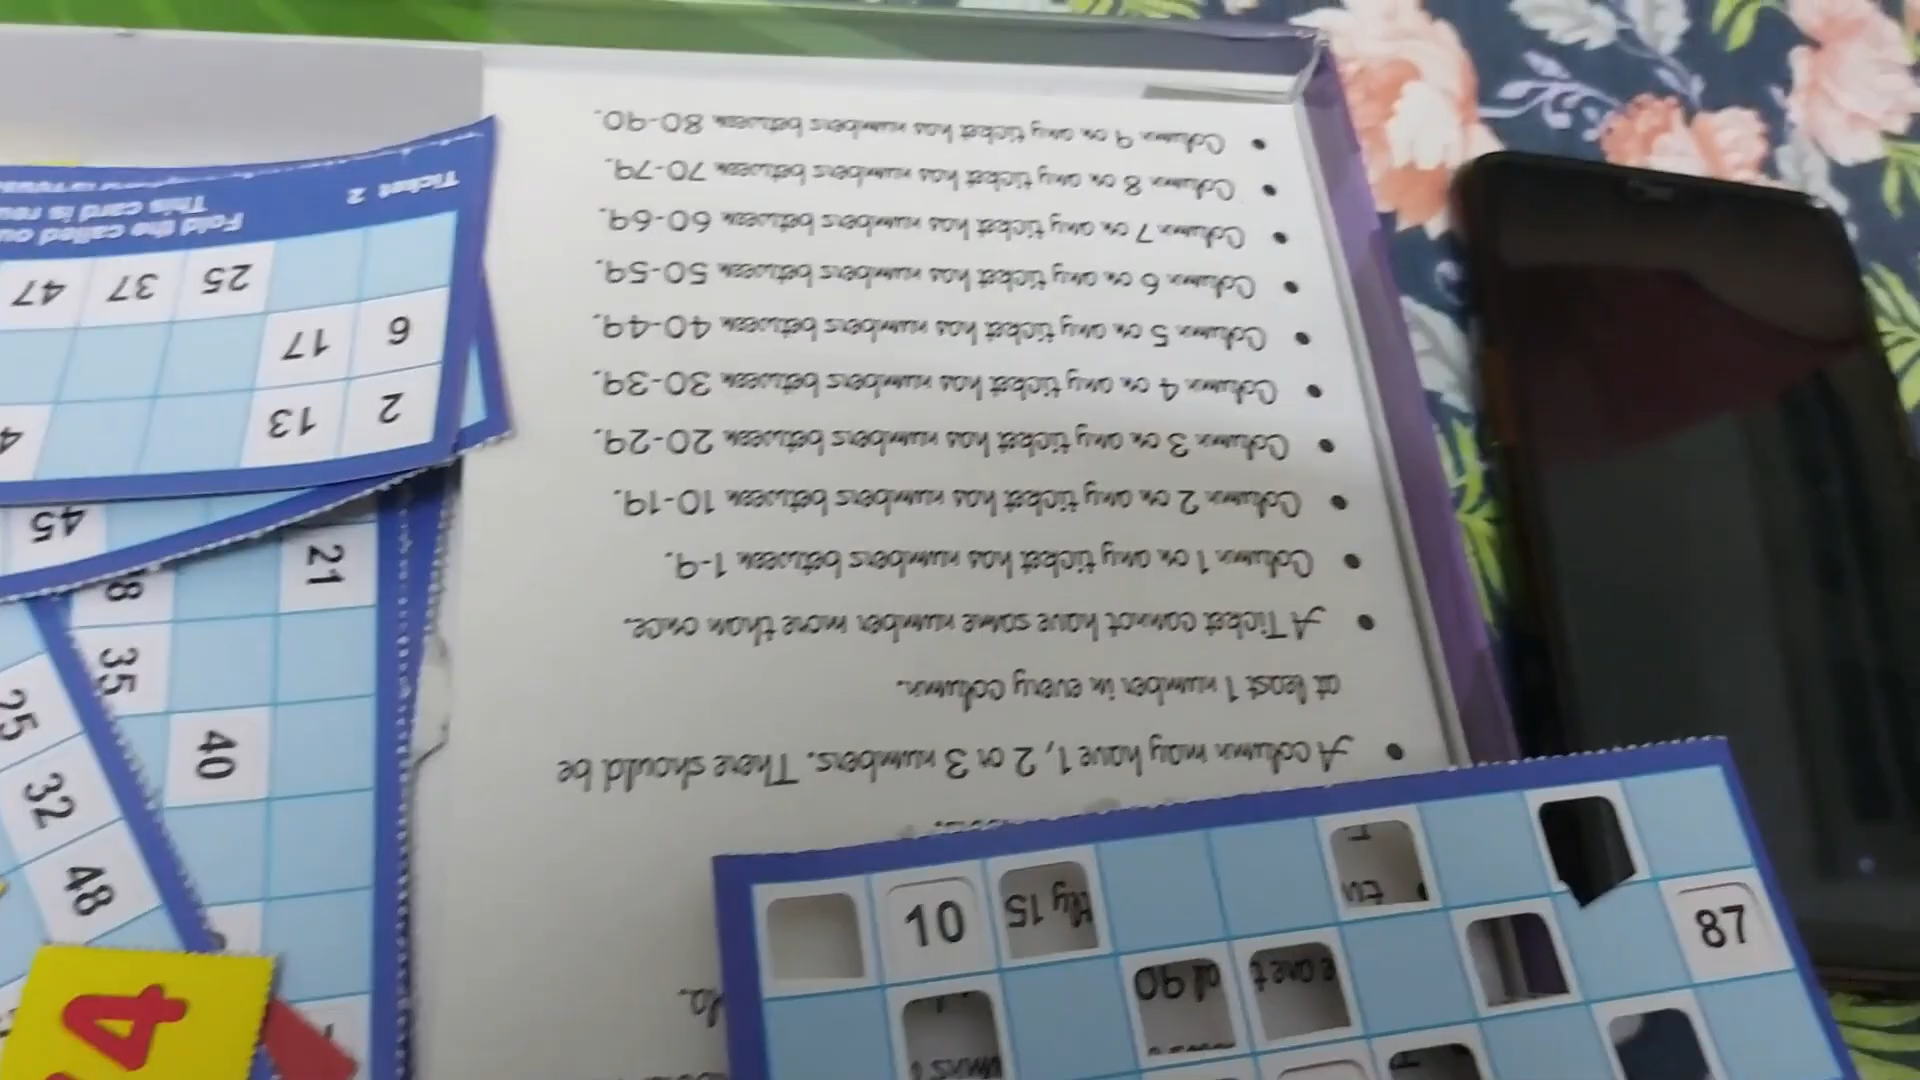 A column may have 1, 2 or 3 numbers. There should be
at least 1 number in every column.
A Ticket cannot have same number more than once.
Column 1 on any ticket has numbers between 1-9.
Column 2 on any ticket has numbers between 10-19.
Column 3 on any ticket has numbers between 20-29.
Column 4 on any ticket has numbers between 30-39.
Column 5 on any ticket has numbers between 40-49.
Column 6 on any ticket has numbers between 50-59.
Column 7 on any ticket has numbers between 60-69.
Column 8 on any ticket has numbers between 70-79.
Column 9 on any ticket has numbers between 80-90.
Ticket 2
Fold the called
This card is
25 37 47
6 17
2 13
45
21
35
40
25
32
48
10 15
87
90
4